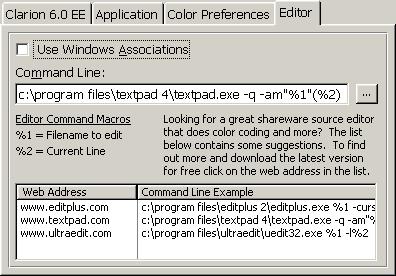 Clarion 6.0 EE Application Color Preferences Editor
Use Windows Associations
Command Line:
c:\program files\textpad 4\textpad.exe -q -am"%1"(%2) ...
Editor Command Macros
%1 = Filename to edit
%2 = Current Line
Looking for a great shareware source editor
that does color coding and more? The list
below contains some suggestions. To find
out more and download the latest version
for free click on the web address in the list.
Web Address Command Line Example
www.editplus.com c:\program files\editplus 2\editplus.exe %1 -curs
www.textpad.com c:\program files\textpad 4\textpad.exe -q -am"%
www.ultraedit.com c:\program files\ultraedit\uedit32.exe %1 -l%2